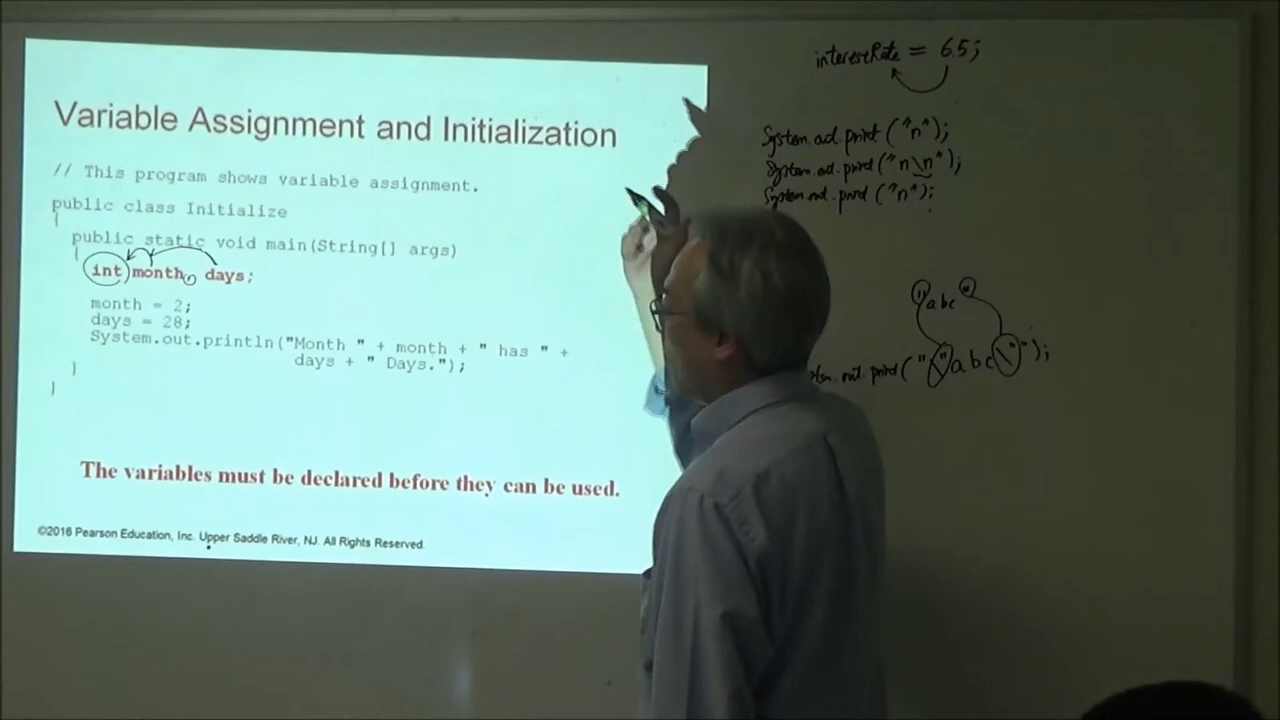 Variable Assignment and Initialization
// This program shows variable assignment.
public class Initialize
{
public static void main(String[] args)
{
int month, days;
month = 2;
days = 28;
System.out.println("Month " + month + " has " +
days + " Days.");
}
}
The variables must be declared before they can be used.
©2016 Pearson Education, Inc. Upper Saddle River, NJ. All Rights Reserved.
interestRate = 6.5;
System.out.print ("n");
System.out.print ("n\n");
System.out.print ("n");
"abc"
out.print ("\"abc\"");